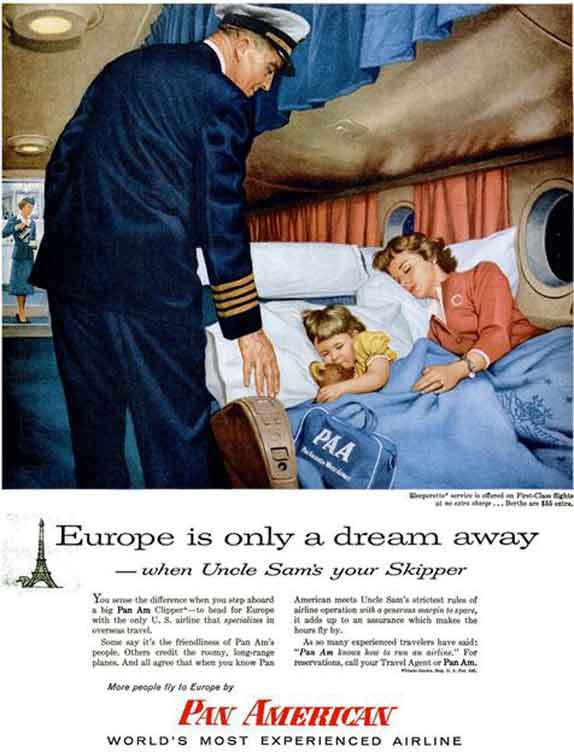 PAA
Pan American World Airways
Sleeperette* service is offered on First-Class flights
at no extra charge . . . Berths are $55 extra.
Europe is only a dream away
— when Uncle Sam's your Skipper
You sense the difference when you step aboard
a big Pan Am Clipper*—to head for Europe
with the only U. S. airline that specializes in
overseas travel.
Some say it's the friendliness of Pan Am's
people. Others credit the roomy, long-range
planes. And all agree that when you know Pan
American meets Uncle Sam's strictest rules of
airline operation with a generous margin to spare,
it adds up to an assurance which makes the
hours fly by.
As so many experienced travelers have said:
"Pan Am knows how to run an airline." For
reservations, call your Travel Agent or Pan Am.
More people fly to Europe by
PAN AMERICAN
WORLD'S MOST EXPERIENCED AIRLINE